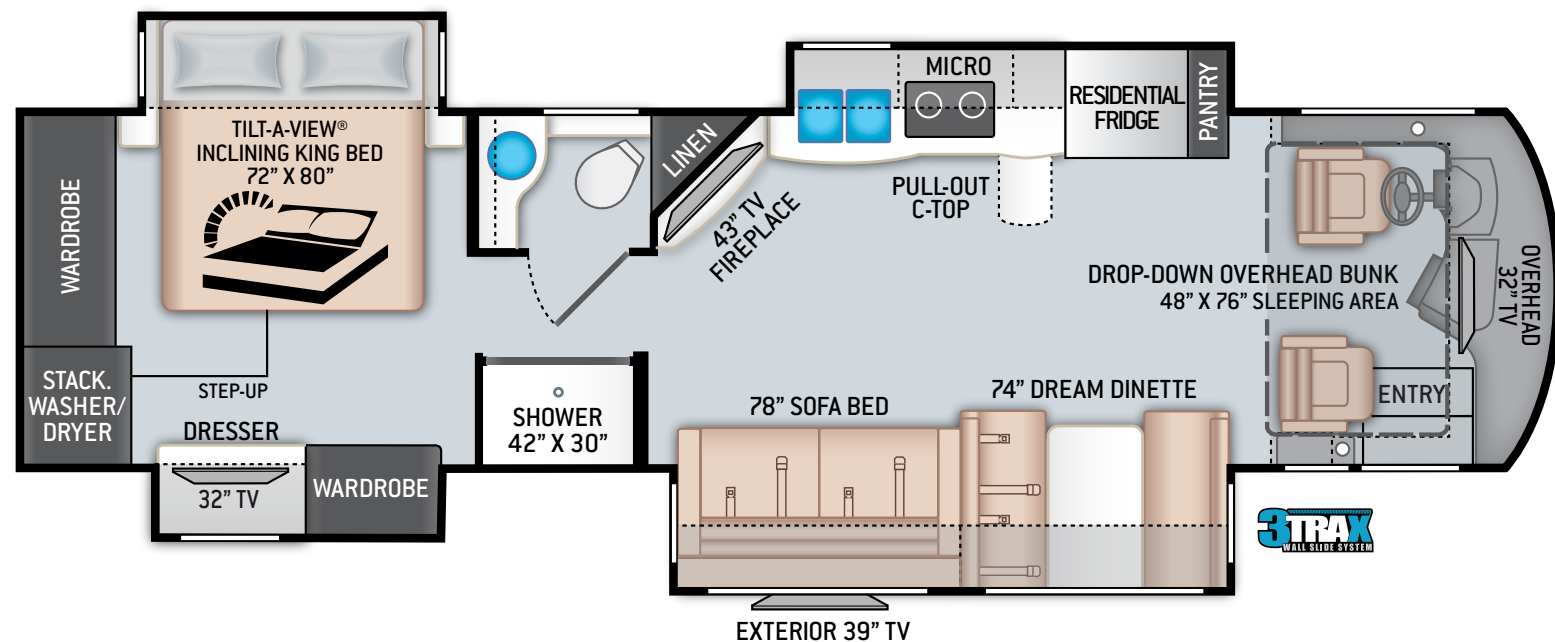 TILT-A-VIEW®
INCLINING KING BED
72” X 80”
WARDROBE
STACK.
WASHER/
DRYER
STEP-UP
DRESSER
32” TV
WARDROBE
LINEN
43” TV
FIREPLACE
SHOWER
42” X 30”
MICRO
RESIDENTIAL
FRIDGE
PANTRY
PULL-OUT
C-TOP
78” SOFA BED
74” DREAM DINETTE
DROP-DOWN OVERHEAD BUNK
48” X 76” SLEEPING AREA
OVERHEAD
32” TV
ENTRY
3TRAX
WALL SLIDE SYSTEM
EXTERIOR 39” TV